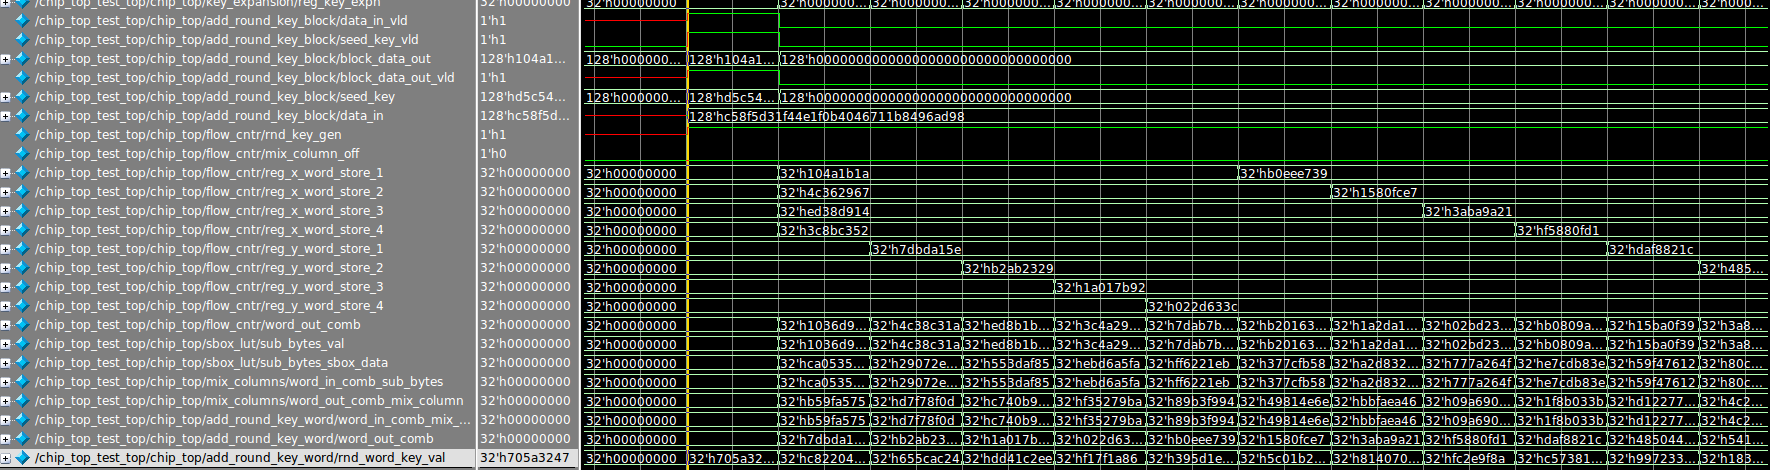 /chip_top_test_top/chip_top/key_expansion/reg_key_expn 32'h00000000 32'h00000000 32'h000000... 32'h000000... 32'h000000... 32'h000000... 32'h000000... 32'h000000... 32'h000000... 32'h000000... 32'h000000... 32'h000000... 32'h000...
/chip_top_test_top/chip_top/add_round_key_block/data_in_vld 1'h1
/chip_top_test_top/chip_top/add_round_key_block/seed_key_vld 1'h1
/chip_top_test_top/chip_top/add_round_key_block/block_data_out 128'h104a1... 128'h000000... 128'h104a1... 128'h00000000000000000000000000000000
/chip_top_test_top/chip_top/add_round_key_block/block_data_out_vld 1'h1
/chip_top_test_top/chip_top/add_round_key_block/seed_key 128'hd5c54... 128'h000000... 128'hd5c54... 128'h00000000000000000000000000000000
/chip_top_test_top/chip_top/add_round_key_block/data_in 128'hc58f5d... 128'hc58f5d31f44e1f0b4046711b8496ad98
/chip_top_test_top/chip_top/flow_cntr/rnd_key_gen 1'h1
/chip_top_test_top/chip_top/flow_cntr/mix_column_off 1'h0
/chip_top_test_top/chip_top/flow_cntr/reg_x_word_store_1 32'h00000000 32'h00000000 32'h104a1b1a 32'hb0eee739
/chip_top_test_top/chip_top/flow_cntr/reg_x_word_store_2 32'h00000000 32'h00000000 32'h4c362967 32'h1580fce7
/chip_top_test_top/chip_top/flow_cntr/reg_x_word_store_3 32'h00000000 32'h00000000 32'hed38d914 32'h3aba9a21
/chip_top_test_top/chip_top/flow_cntr/reg_x_word_store_4 32'h00000000 32'h00000000 32'h3c8bc352 32'hf5880fd1
/chip_top_test_top/chip_top/flow_cntr/reg_y_word_store_1 32'h00000000 32'h00000000 32'h7dbda15e 32'hdaf8821c
/chip_top_test_top/chip_top/flow_cntr/reg_y_word_store_2 32'h00000000 32'h00000000 32'hb2ab2329 32'h485...
/chip_top_test_top/chip_top/flow_cntr/reg_y_word_store_3 32'h00000000 32'h00000000 32'h1a017b92
/chip_top_test_top/chip_top/flow_cntr/reg_y_word_store_4 32'h00000000 32'h00000000 32'h022d633c
/chip_top_test_top/chip_top/flow_cntr/word_out_comb 32'h00000000 32'h00000000 32'h1036d9... 32'h4c38c31a 32'hed8b1b... 32'h3c4a29... 32'h7dab7b... 32'hb20163... 32'h1a2da1... 32'h02bd23... 32'hb0809a... 32'h15ba0f39 32'h3a8...
/chip_top_test_top/chip_top/sbox_lut/sub_bytes_val 32'h00000000 32'h00000000 32'h1036d9... 32'h4c38c31a 32'hed8b1b... 32'h3c4a29... 32'h7dab7b... 32'hb20163... 32'h1a2da1... 32'h02bd23... 32'hb0809a... 32'h15ba0f39 32'h3a8...
/chip_top_test_top/chip_top/sbox_lut/sub_bytes_sbox_data 32'h00000000 32'h00000000 32'hca0535... 32'h29072e... 32'h553daf85 32'hebd6a5fa 32'hff6221eb 32'h377cfb58 32'ha2d832... 32'h777a264f 32'he7cdb83e 32'h59f47612 32'h80c...
/chip_top_test_top/chip_top/mix_columns/word_in_comb_sub_bytes 32'h00000000 32'h00000000 32'hca0535... 32'h29072e... 32'h553daf85 32'hebd6a5fa 32'hff6221eb 32'h377cfb58 32'ha2d832... 32'h777a264f 32'he7cdb83e 32'h59f47612 32'h80c...
/chip_top_test_top/chip_top/mix_columns/word_out_comb_mix_column 32'h00000000 32'h00000000 32'hb59fa575 32'hd7f78f0d 32'hc740b9... 32'hf35279ba 32'h89b3f994 32'h49814e6e 32'hbbfaea46 32'h09a690... 32'h1f8b033b 32'hd12277... 32'h4c2...
/chip_top_test_top/chip_top/add_round_key_word/word_in_comb_mix_... 32'h00000000 32'h00000000 32'hb59fa575 32'hd7f78f0d 32'hc740b9... 32'hf35279ba 32'h89b3f994 32'h49814e6e 32'hbbfaea46 32'h09a690... 32'h1f8b033b 32'hd12277... 32'h4c2...
/chip_top_test_top/chip_top/add_round_key_word/word_out_comb 32'h00000000 32'h00000000 32'h7dbda1... 32'hb2ab23... 32'h1a017b... 32'h022d63... 32'hb0eee739 32'h1580fce7 32'h3aba9a21 32'hf5880fd1 32'hdaf8821c 32'h485044... 32'h541...
/chip_top_test_top/chip_top/add_round_key_word/rnd_word_key_val 32'h705a3247 32'h00000000 32'h705a32... 32'hc82204... 32'h655cac24 32'hdd41c2ee 32'hf17f1a86 32'h395d1e... 32'h5c01b2... 32'h814070... 32'hfc2e9f8a 32'hc57381... 32'h997233... 32'h183...